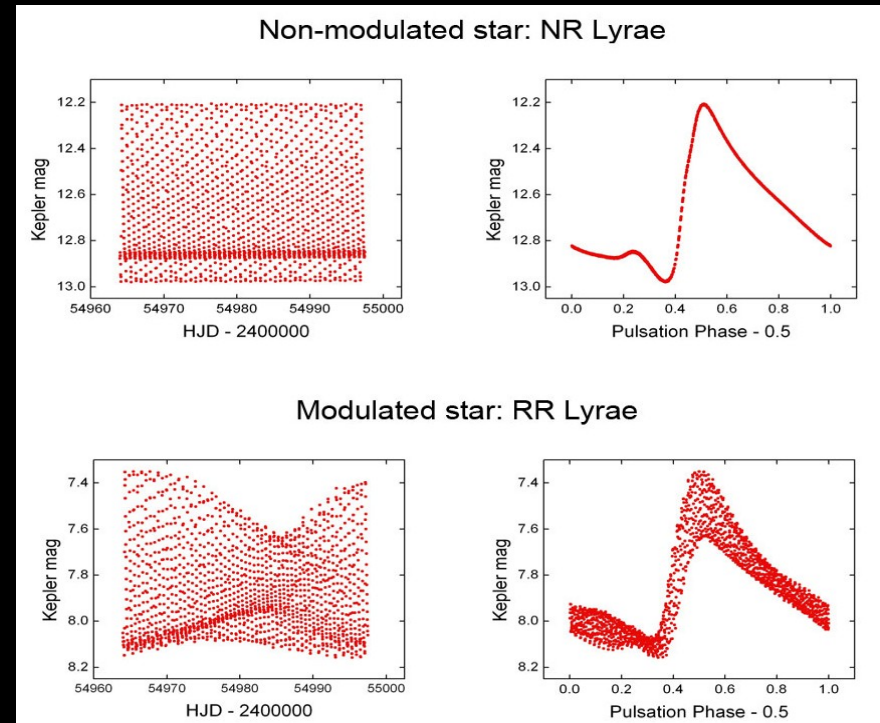 Non-modulated star: NR Lyrae
12.2
12.4
12.6
12.8
13.0
Kepler mag
54960 54970 54980 54990 55000
HJD - 2400000
12.2
12.4
12.6
12.8
13.0
Kepler mag
0.0 0.2 0.4 0.6 0.8 1.0
Pulsation Phase - 0.5
Modulated star: RR Lyrae
7.4
7.6
7.8
8.0
8.2
Kepler mag
54960 54970 54980 54990 55000
HJD - 2400000
7.4
7.6
7.8
8.0
8.2
Kepler mag
0.0 0.2 0.4 0.6 0.8 1.0
Pulsation Phase - 0.5